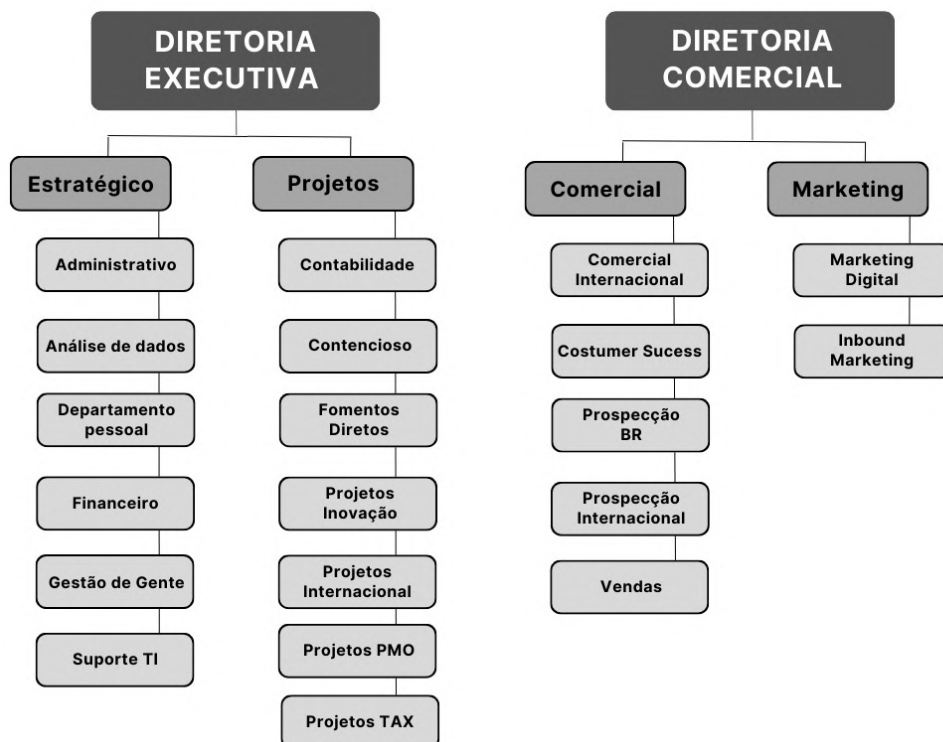 DIRETORIA
EXECUTIVA
Estratégico
Administrativo
Análise de dados
Departamento
pessoal
Financeiro
Gestão de Gente
Suporte TI
Projetos
Contabilidade
Contencioso
Fomentos
Diretos
Projetos
Inovação
Projetos
Internacional
Projetos PMO
Projetos TAX
DIRETORIA
COMERCIAL
Comercial
Comercial
Internacional
Costumer Sucess
Prospecção
BR
Prospecção
Internacional
Vendas
Marketing
Marketing
Digital
Inbound
Marketing